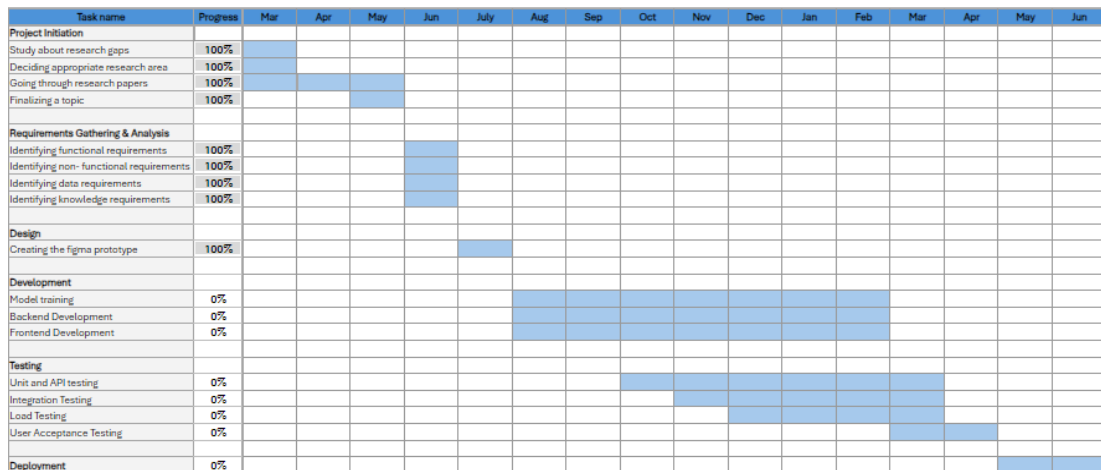 Task name Progress Mar Apr May Jun July Aug Sep Oct Nov Dec Jan Feb Mar Apr May Jun
Project Initiation
Study about research gaps 100%
Deciding appropriate research area 100%
Going through research papers 100%
Finalizing a topic 100%
Requirements Gathering & Analysis
Identifying functional requirements 100%
Identifying non- functional requirements 100%
Identifying data requirements 100%
Identifying knowledge requirements 100%
Design
Creating the figma prototype 100%
Development
Model training 0%
Backend Development 0%
Frontend Development 0%
Testing
Unit and API testing 0%
Integration Testing 0%
Load Testing 0%
User Acceptance Testing 0%
Deployment 0%